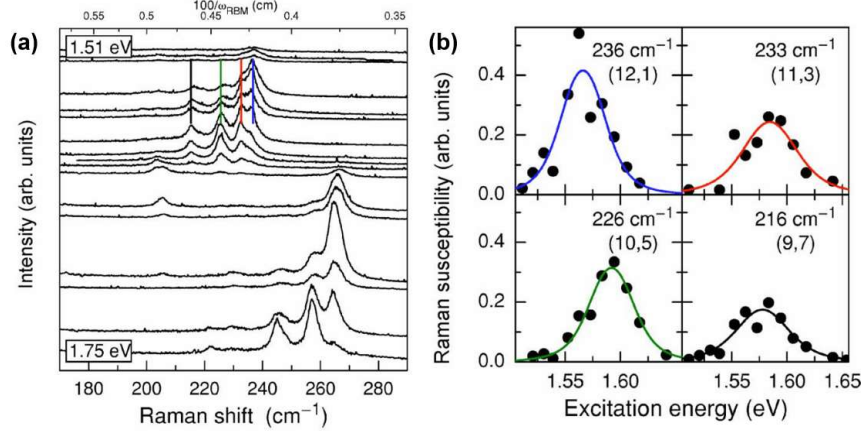 100/ω_RBM (cm)
0.55 0.5 0.45 0.4 0.35
(a)
1.51 eV
Intensity (arb. units)
1.75 eV
180 200 220 240 260 280
Raman shift (cm⁻¹)
(b)
236 cm⁻¹
(12,1)
233 cm⁻¹
(11,3)
0.4
0.2
0.0
226 cm⁻¹
(10,5)
216 cm⁻¹
(9,7)
0.4
0.2
0.0
Raman susceptibility (arb. units)
1.55 1.60 1.55 1.60 1.65
Excitation energy (eV)